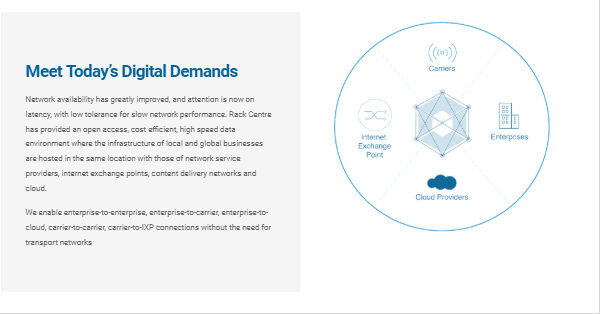 Meet Today's Digital Demands
Network availability has greatly improved, and attention is now on
latency, with low tolerance for slow network performance. Rack Centre
has provided an open access, cost efficient, high speed data
environment where the infrastructure of local and global businesses
are hosted in the same location with those of network service
providers, internet exchange points, content delivery networks and
cloud.
We enable enterprise-to-enterprise, enterprise-to-carrier, enterprise-to-
cloud, carrier-to-carrier, carrier-to-IXP connections without the need for
transport networks
Carriers
Internet
Exchange
Point
Enterprises
Cloud Providers